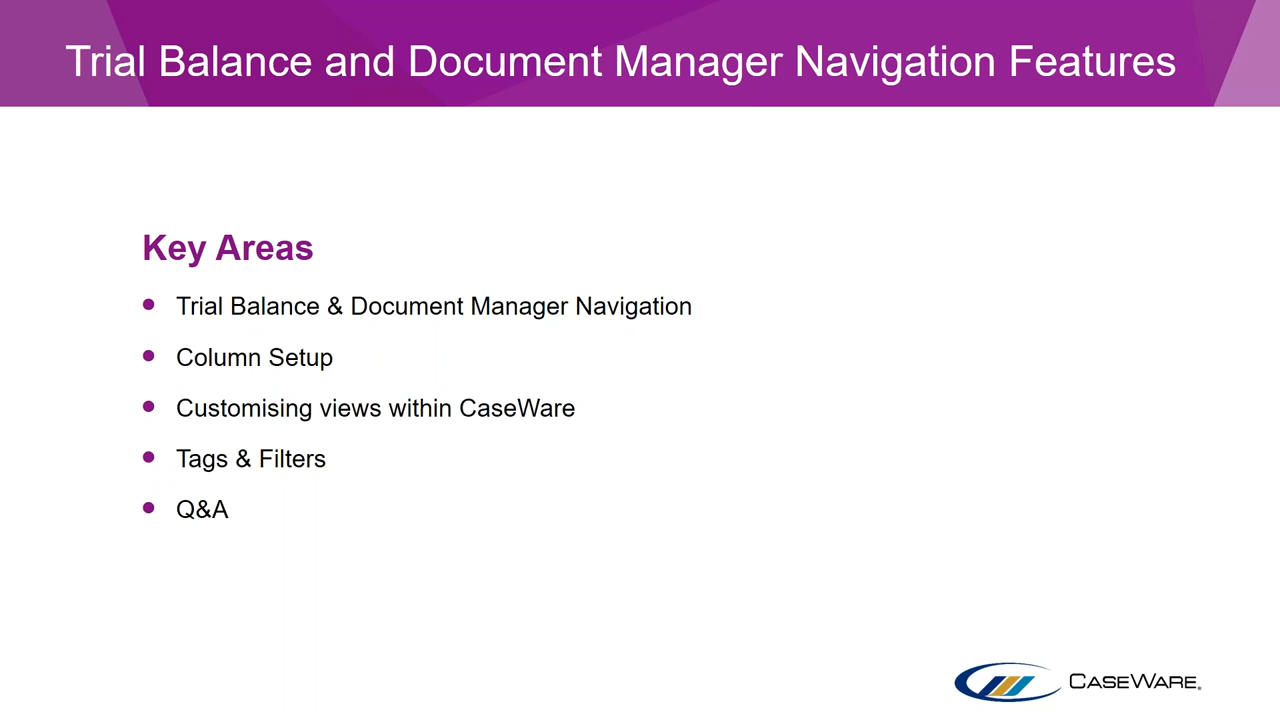 Trial Balance and Document Manager Navigation Features
Key Areas
Trial Balance & Document Manager Navigation
Column Setup
Customising views within CaseWare
Tags & Filters
Q&A
CASEWARE®